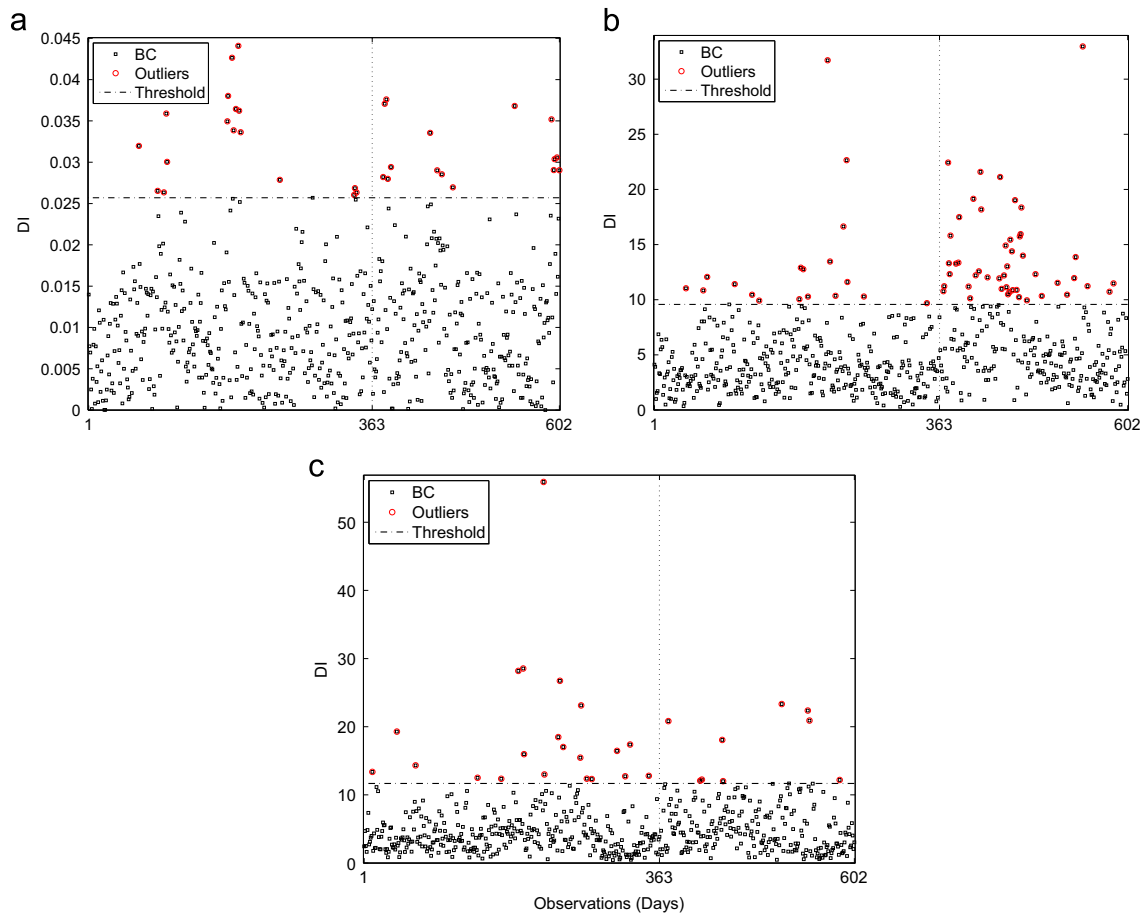 a
0.045
0.04
0.035
0.03
0.025
0.02
0.015
0.01
0.005
0
DI
BC
Outliers
Threshold
1
363
602
b
30
25
20
15
10
5
0
DI
BC
Outliers
Threshold
1
363
602
c
50
40
30
20
10
0
DI
BC
Outliers
Threshold
1
363
602
Observations (Days)